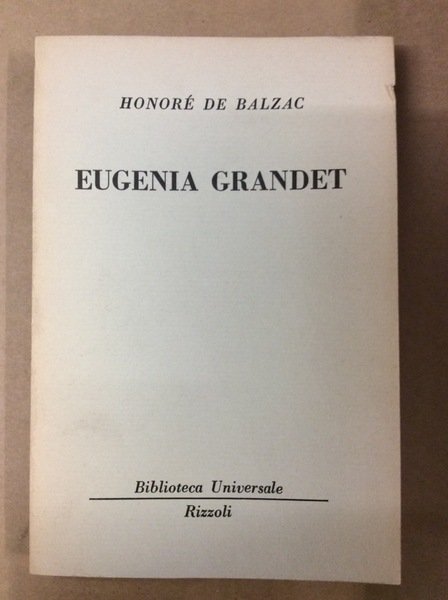 HONORÉ DE BALZAC
EUGENIA GRANDET
Biblioteca Universale
Rizzoli